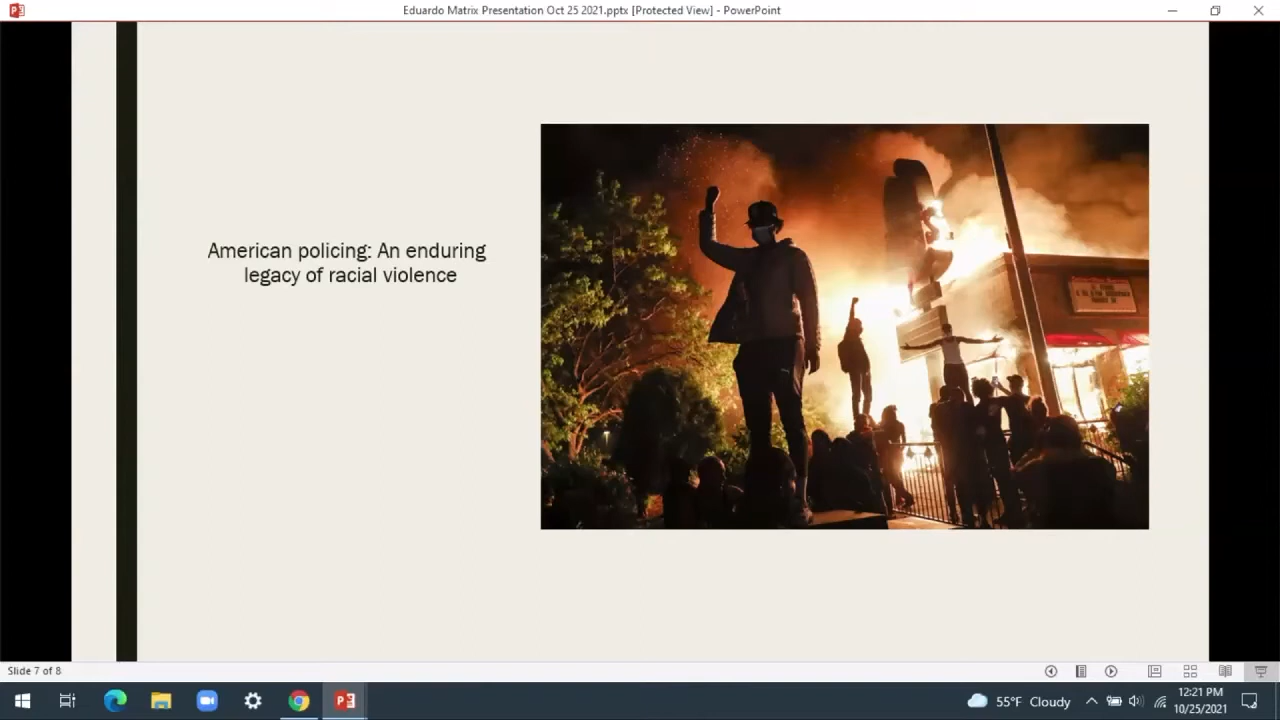 Eduardo Matrix Presentation Oct 25 2021.pptx [Protected View] - PowerPoint
American policing: An enduring
legacy of racial violence
Slide 7 of 8
55°F Cloudy
12:21 PM
10/25/2021